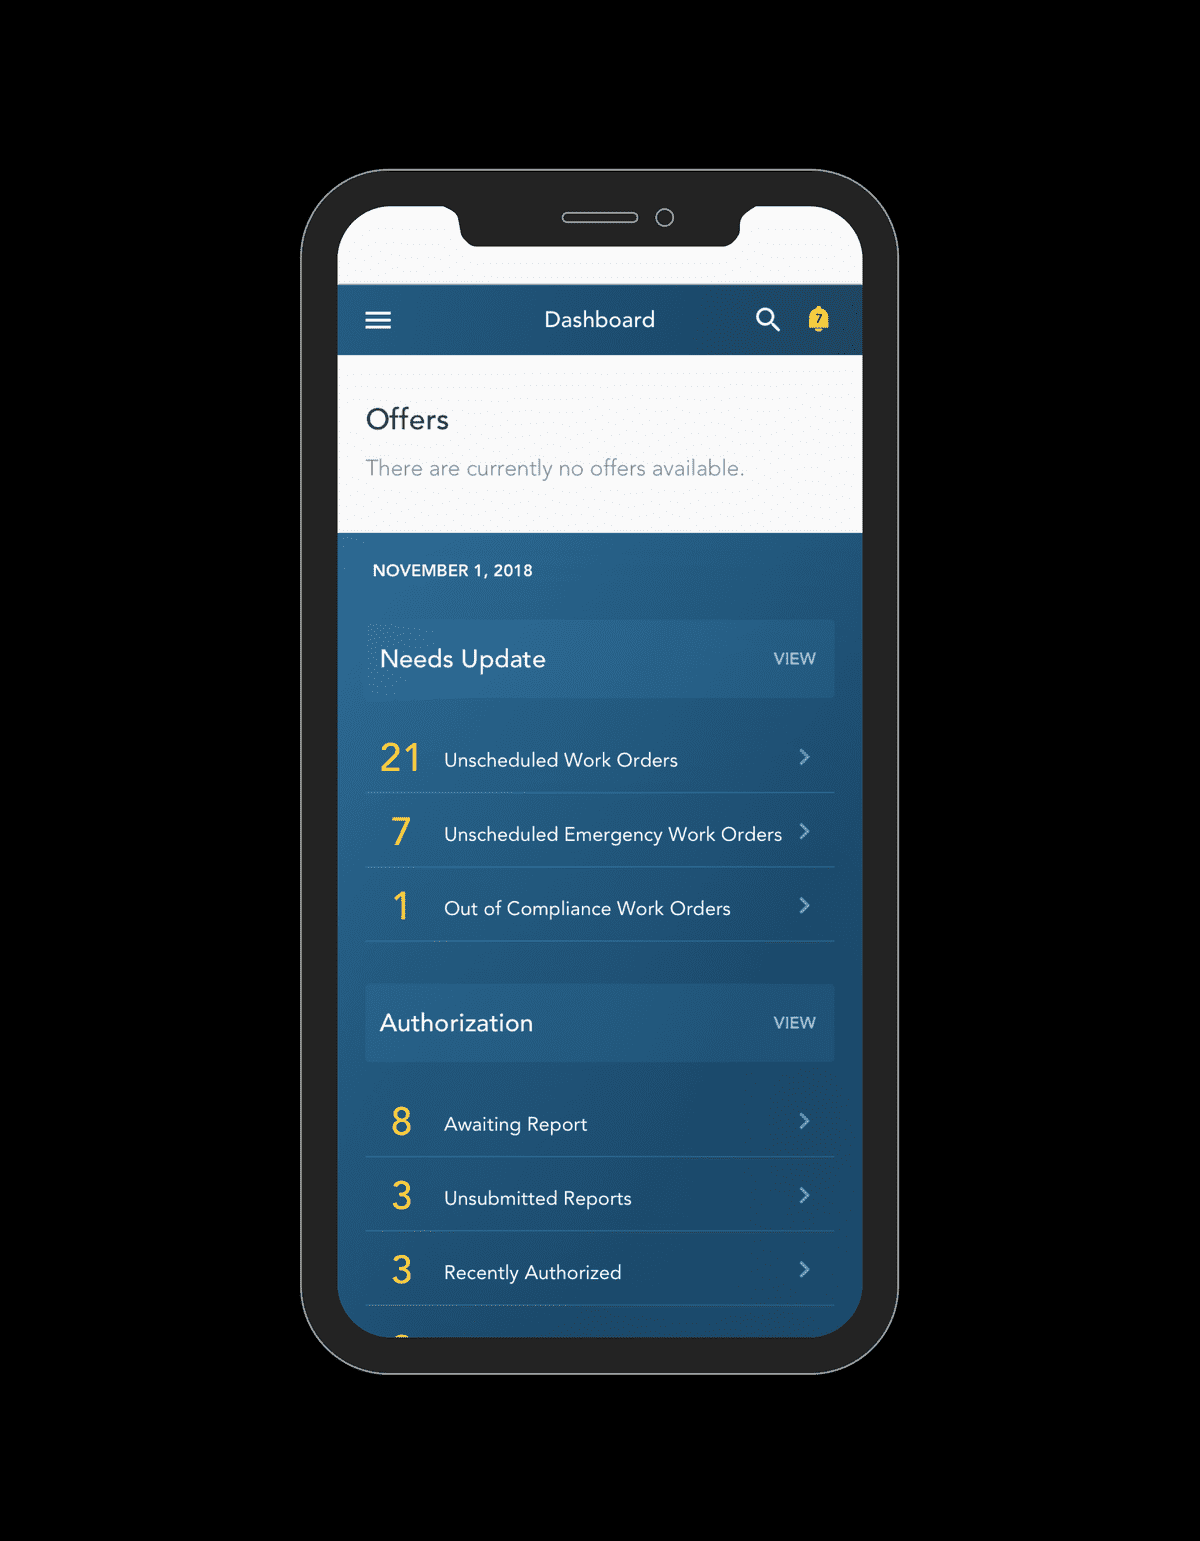 Dashboard
7
Offers
There are currently no offers available.
NOVEMBER 1, 2018
Needs Update VIEW
21 Unscheduled Work Orders
7 Unscheduled Emergency Work Orders
1 Out of Compliance Work Orders
Authorization VIEW
8 Awaiting Report
3 Unsubmitted Reports
3 Recently Authorized